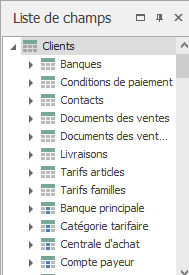 Liste de champs
Clients
Banques
Conditions de paiement
Contacts
Documents des ventes
Documents des vent...
Livraisons
Tarifs articles
Tarifs familles
Banque principale
Catégorie tarifaire
Centrale d'achat
Compte payeur